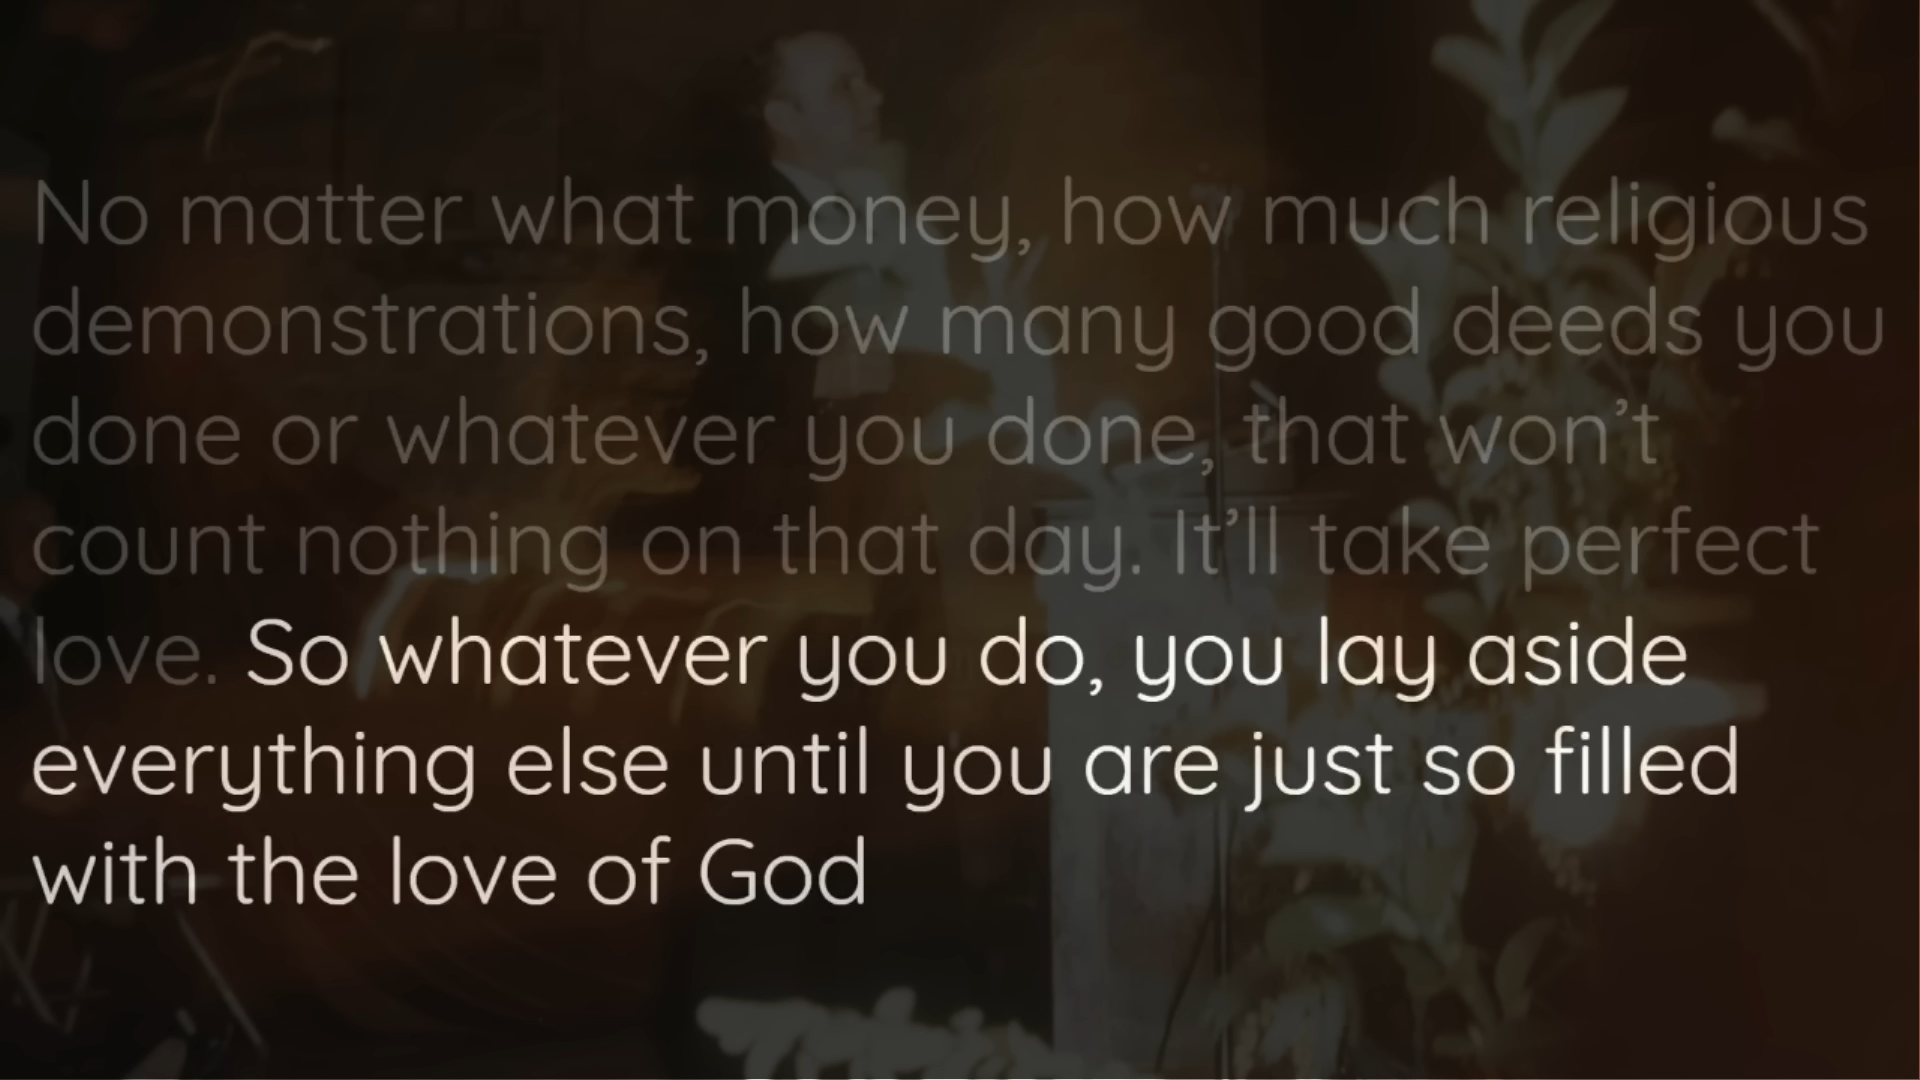 No matter what money, how much religious
demonstrations, how many good deeds you
done or whatever you done, that won’t
count nothing on that day. It’ll take perfect
love. So whatever you do, you lay aside
everything else until you are just so filled
with the love of God